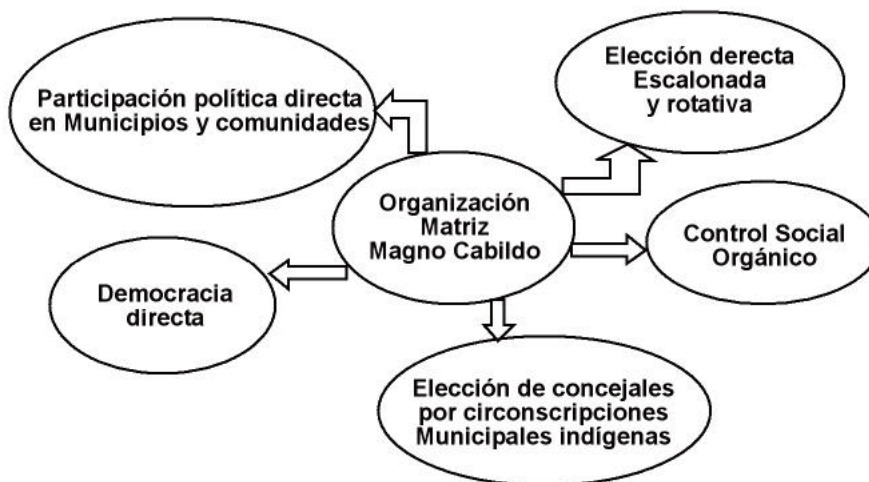 Participación política directa
en Municipios y comunidades
Elección derecta
Escalonada
y rotativa
Organización
Matriz
Magno Cabildo
Control Social
Orgánico
Democracia
directa
Elección de concejales
por circonscripciones
Municipales indígenas